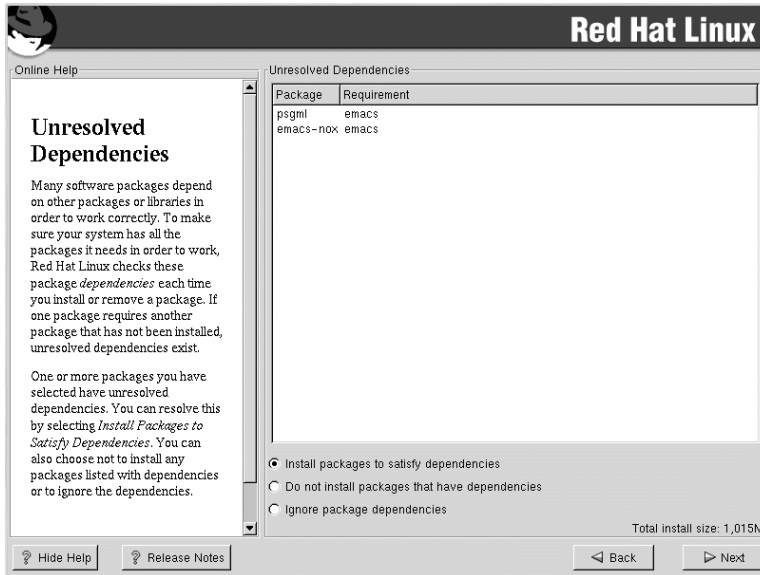 Red Hat Linux
Online Help
Unresolved
Dependencies
Many software packages depend
on other packages or libraries in
order to work correctly. To make
sure your system has all the
packages it needs in order to work,
Red Hat Linux checks these
package dependencies each time
you install or remove a package. If
one package requires another
package that has not been installed,
unresolved dependencies exist.
One or more packages you have
selected have unresolved
dependencies. You can resolve this
by selecting Install Packages to
Satisfy Dependencies. You can
also choose not to install any
packages listed with dependencies
or to ignore the dependencies.
Unresolved Dependencies
Package Requirement
psgml emacs
emacs-nox emacs
Install packages to satisfy dependencies
Do not install packages that have dependencies
Ignore package dependencies
Total install size: 1,015M
Hide Help Release Notes Back Next